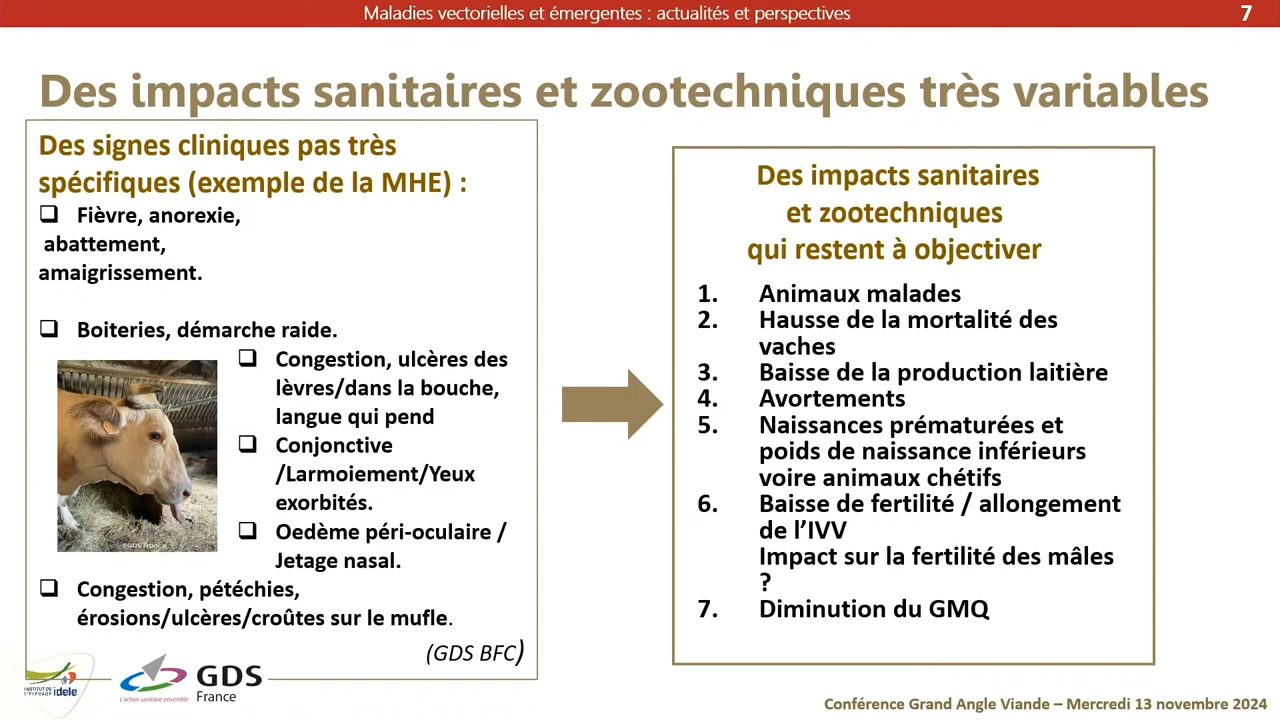 Maladies vectorielles et émergentes : actualités et perspectives
7
Des impacts sanitaires et zootechniques très variables
Des signes cliniques pas très
spécifiques (exemple de la MHE) :
Fièvre, anorexie,
abattement,
amaigrissement.
Boiteries, démarche raide.
Congestion, ulcères des
lèvres/dans la bouche,
langue qui pend
Conjonctive
/Larmoiement/Yeux
exorbités.
Oedème péri-oculaire /
Jetage nasal.
©GDS France
Congestion, pétéchies,
érosions/ulcères/croûtes sur le mufle.
(GDS BFC)
Des impacts sanitaires
et zootechniques
qui restent à objectiver
1. Animaux malades
2. Hausse de la mortalité des
vaches
3. Baisse de la production laitière
4. Avortements
5. Naissances prématurées et
poids de naissance inférieurs
voire animaux chétifs
6. Baisse de fertilité / allongement
de l'IVV
Impact sur la fertilité des mâles
?
7. Diminution du GMQ
INSTITUT DE
L'ÉLEVAGE idele
L'action sanitaire ensemble
GDS
France
Conférence Grand Angle Viande – Mercredi 13 novembre 2024